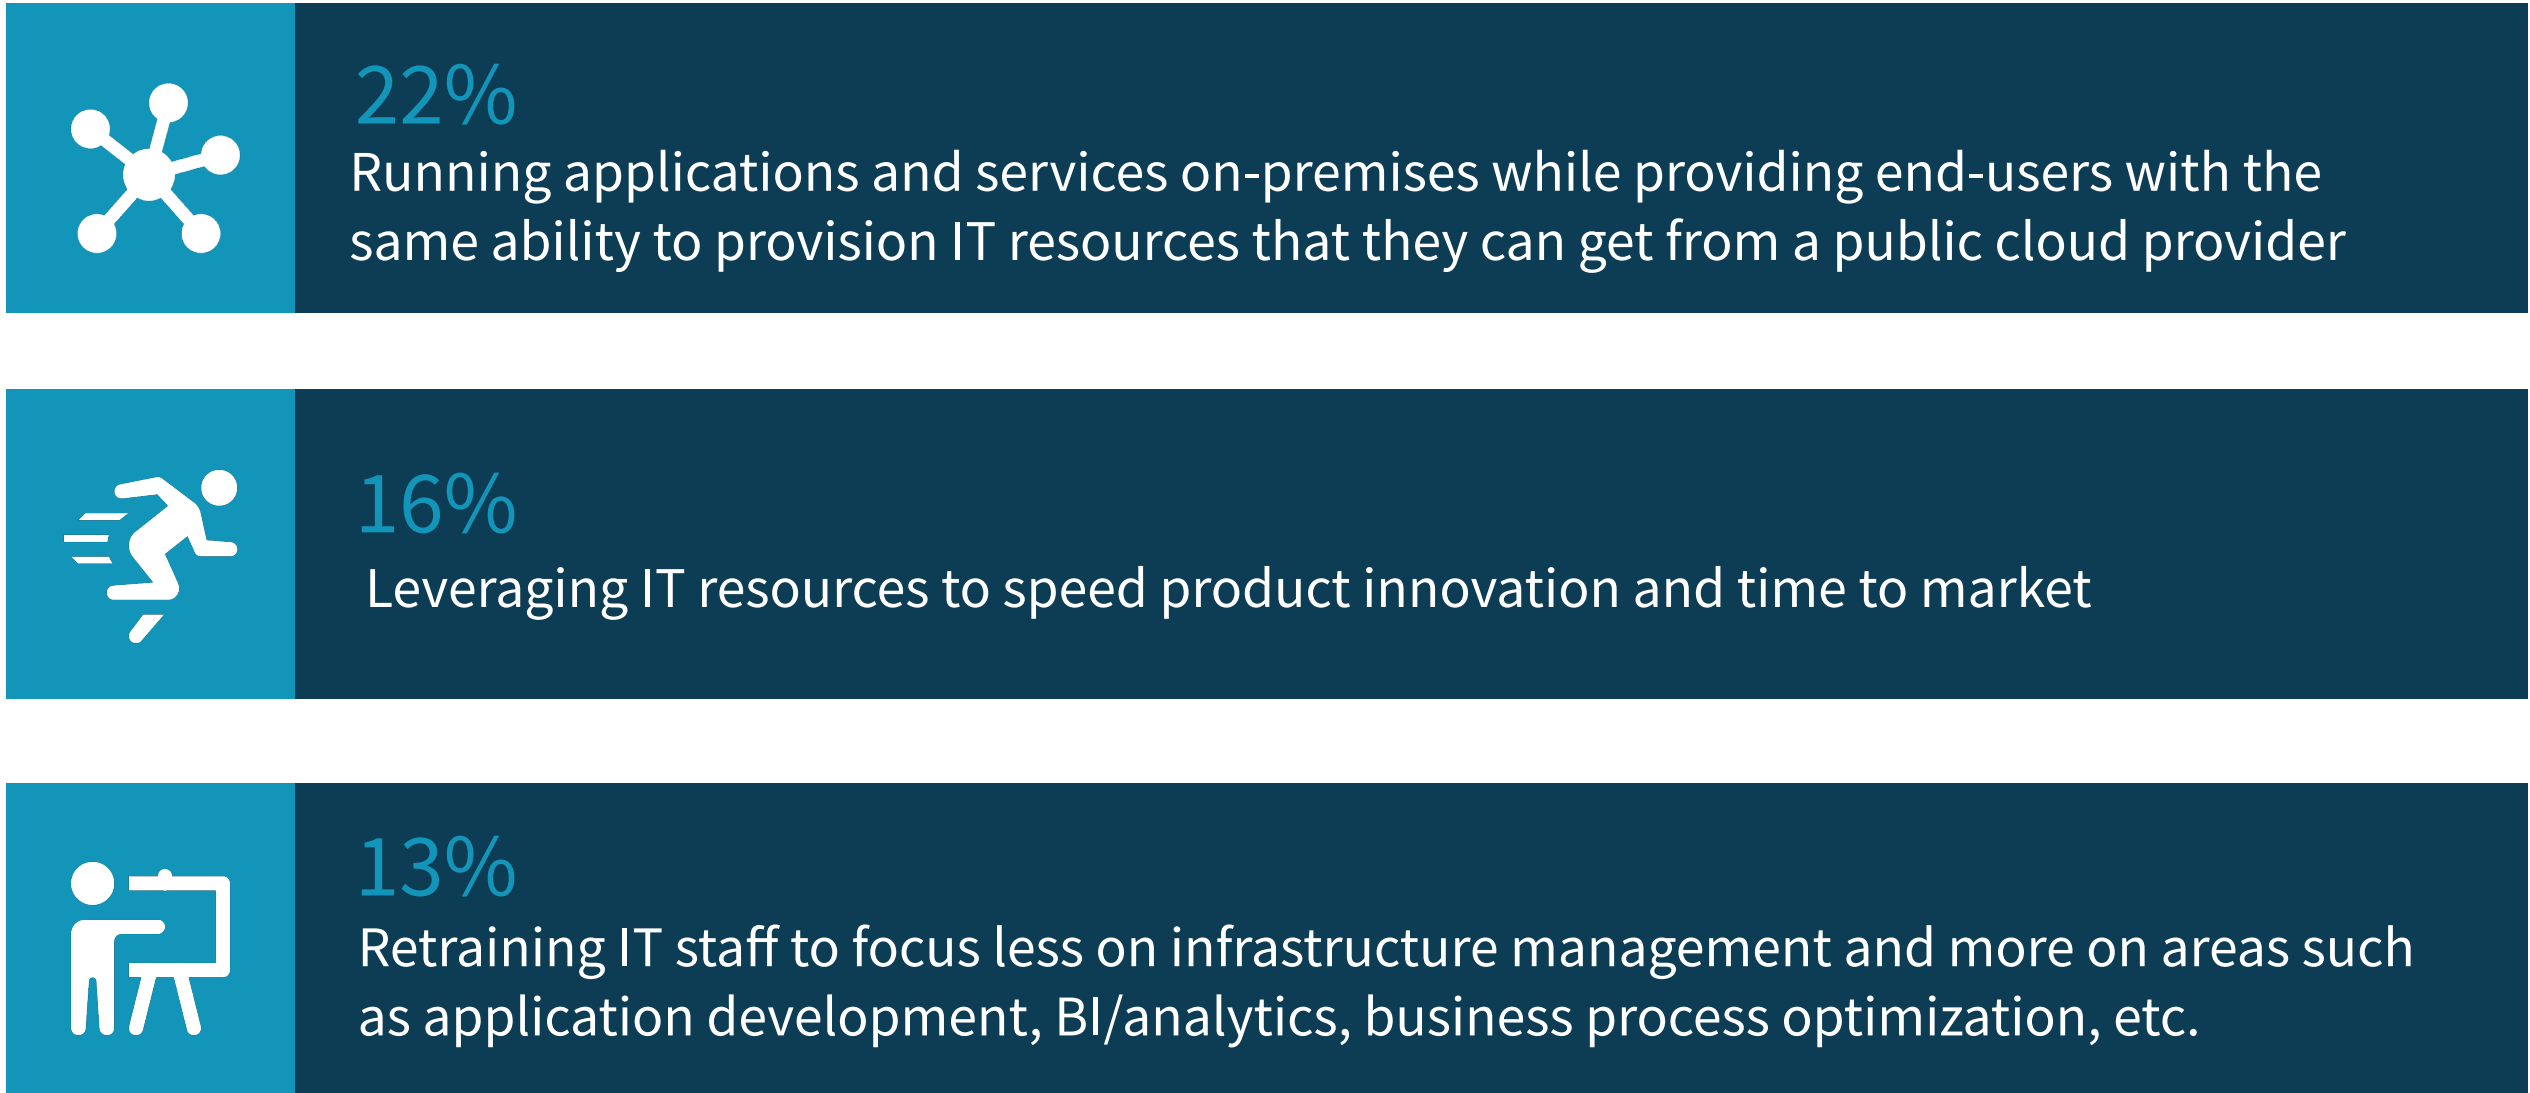 22%
Running applications and services on-premises while providing end-users with the
same ability to provision IT resources that they can get from a public cloud provider
16%
Leveraging IT resources to speed product innovation and time to market
13%
Retraining IT staff to focus less on infrastructure management and more on areas such
as application development, BI/analytics, business process optimization, etc.